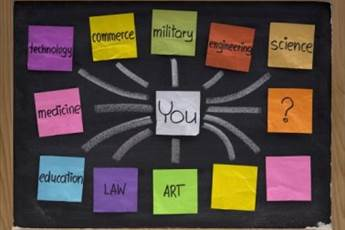 technology
commerce
military
engineering
science
medicine
You
?
education
LAW
ART